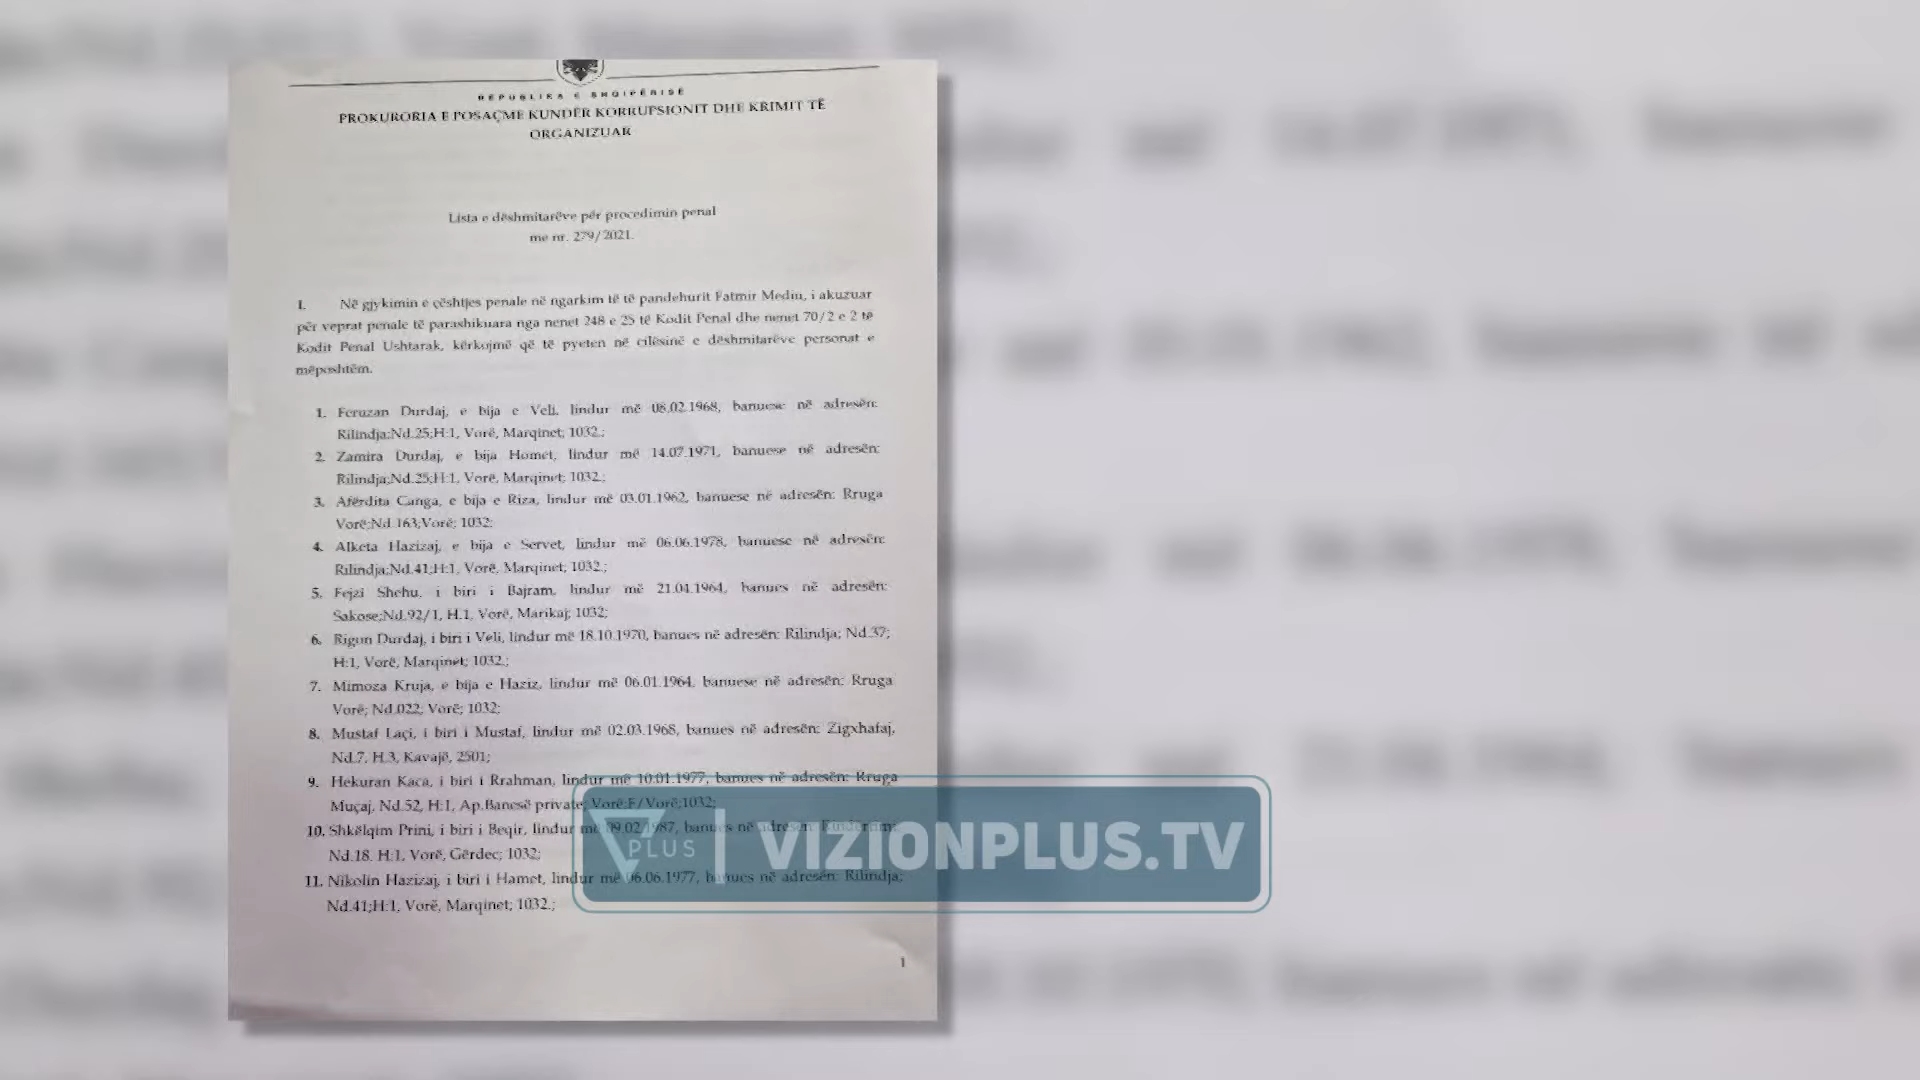 REPUBLIKA E SHQIPËRISË
PROKURORIA E POSAÇME KUNDËR KORRUPSIONIT DHE KRIMIT TË
ORGANIZUAR
Lista e dëshmitarëve për procedimin penal
me nr. 279/2021.
I. Në gjykimin e çështjes penale në ngarkim të të pandehurit Fatmir Mediu, i akuzuar
për veprat penale të parashikuara nga nenet 248 e 25 të Kodit Penal dhe nenet 70/2 e 2 të
Kodit Penal Ushtarak, kërkojmë që të pyeten në cilësinë e dëshmitarëve personat e
mëposhtëm.
1. Feruzan Durdaj, e bija e Veli, lindur më 08.02.1968, banuese në adresën:
Rilindja;Nd.25;H:1, Vorë, Marqinet; 1032.;
2. Zamira Durdaj, e bija Homet, lindur më 14.07.1971, banuese në adresën:
Rilindja;Nd.25;H:1, Vorë, Marqinet; 1032.;
3. Afërdita Canga, e bija e Riza, lindur më 03.01.1962, banuese në adresën: Rruga
Vorë;Nd.163;Vorë; 1032;
4. Alketa Hazizaj, e bija e Servet, lindur më 06.06.1978, banuese në adresën:
Rilindja;Nd.41;H:1, Vorë, Marqinet; 1032.;
5. Fejzi Shehu, i biri i Bajram, lindur më 21.04.1964, banues në adresën:
Sakose;Nd.92/1, H.1, Vorë, Marikaj; 1032;
6. Rigun Durdaj, i biri i Veli, lindur më 18.10.1970, banues në adresën: Rilindja; Nd.37;
H:1, Vorë, Marqinet; 1032.;
7. Mimoza Kruja, e bija e Haziz, lindur më 06.01.1964, banuese në adresën: Rruga
Vorë; Nd.022; Vorë; 1032;
8. Mustaf Laçi, i biri i Mustaf, lindur më 02.03.1968, banues në adresën: Zigxhafaj,
Nd.7, H.3, Kavajë, 2501;
9. Hekuran Kaca, i biri i Rrahman, lindur më 10.01.1977, banues në adresën: Rruga
Muçaj, Nd.52, H:1, Ap.Banesë private; Vorë:F/Vorë;1032;
10. Shkëlqim Prini, i biri i Beqir, lindur më 09.02.1987, banues në adresën:
Nd.18. H:1, Vorë, Gërdec; 1032;
11. Nikolin Hazizaj, i biri i Hamet, lindur më 06.06.1977, banues në adresën: Rilindja;
Nd.41;H:1, Vorë, Marqinet; 1032.;
1
PLUS | VIZIONPLUS.TV